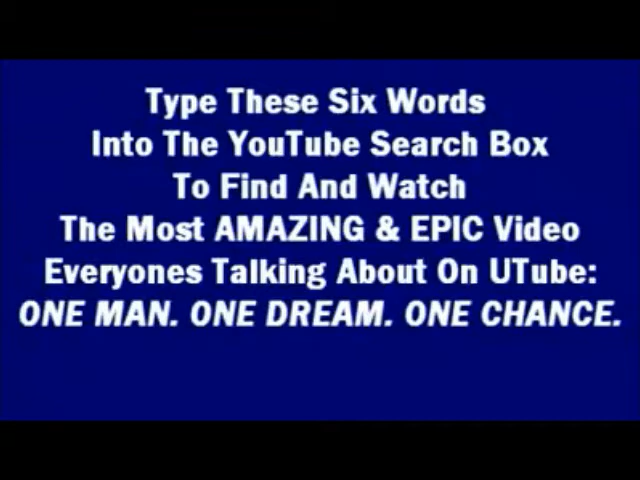 Type These Six Words
Into The YouTube Search Box
To Find And Watch
The Most AMAZING & EPIC Video
Everyones Talking About On UTube:
ONE MAN. ONE DREAM. ONE CHANCE.